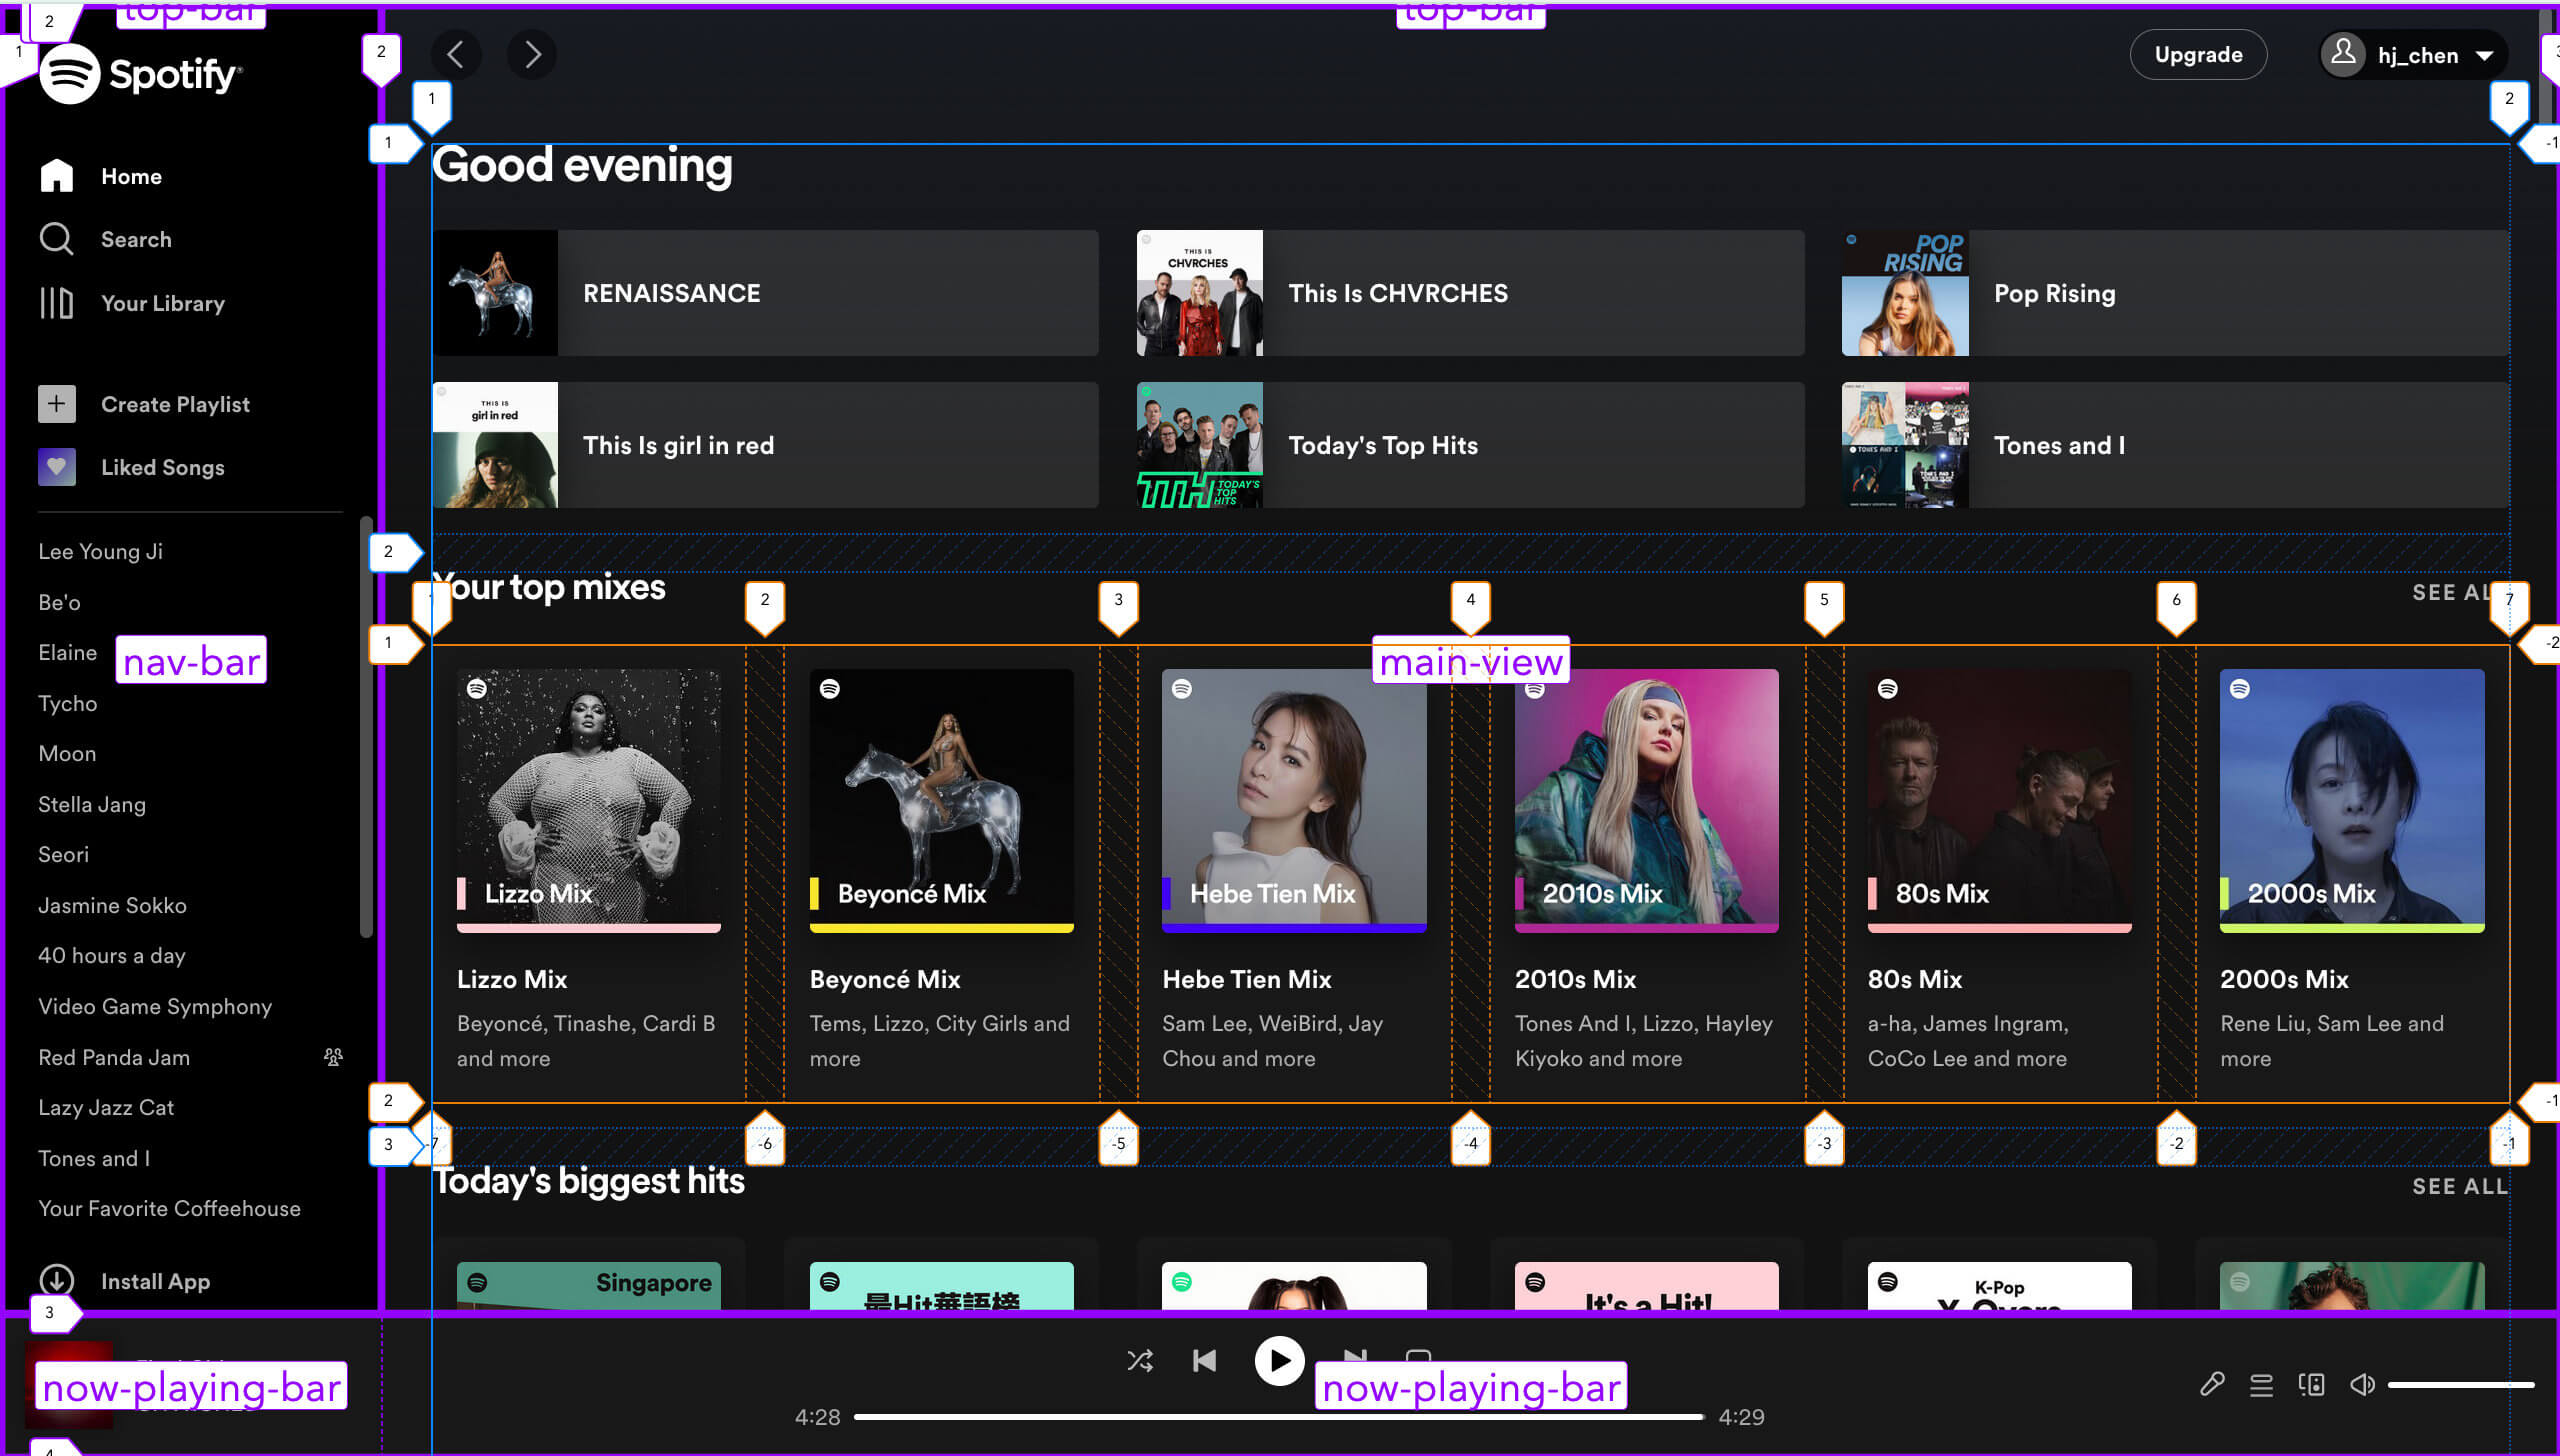 top-bar
top-bar
2
1
2
Spotify
Upgrade
hj_chen
1
2
1
-1
Home
Search
Your Library
Create Playlist
Liked Songs
Lee Young Ji
Be'o
Elaine
nav-bar
Tycho
Moon
Stella Jang
Seori
Jasmine Sokko
40 hours a day
Video Game Symphony
Red Panda Jam
Lazy Jazz Cat
Tones and I
Your Favorite Coffeehouse
Install App
Good evening
RENAISSANCE
THIS IS
CHVRCHES
This Is CHVRCHES
POP
RISING
Pop Rising
THIS IS
girl in red
This Is girl in red
TODAY'S
TOP
HITS
Today's Top Hits
TONES AND I
Tones and I
2
Your top mixes
SEE AL
2
3
4
5
6
7
1
-2
main-view
Lizzo Mix
Beyoncé Mix
Hebe Tien Mix
2010s Mix
80s Mix
2000s Mix
Lizzo Mix
Beyoncé, Tinashe, Cardi B
and more
Beyoncé Mix
Tems, Lizzo, City Girls and
more
Hebe Tien Mix
Sam Lee, WeiBird, Jay
Chou and more
2010s Mix
Tones And I, Lizzo, Hayley
Kiyoko and more
80s Mix
a-ha, James Ingram,
CoCo Lee and more
2000s Mix
Rene Liu, Sam Lee and
more
2
-1
3
-7
-6
-5
-4
-3
-2
-1
Today's biggest hits
SEE ALL
Singapore
最Hit華語榜
It's a Hit!
K-Pop
X-Overs
3
now-playing-bar
now-playing-bar
4:28
4:29
4